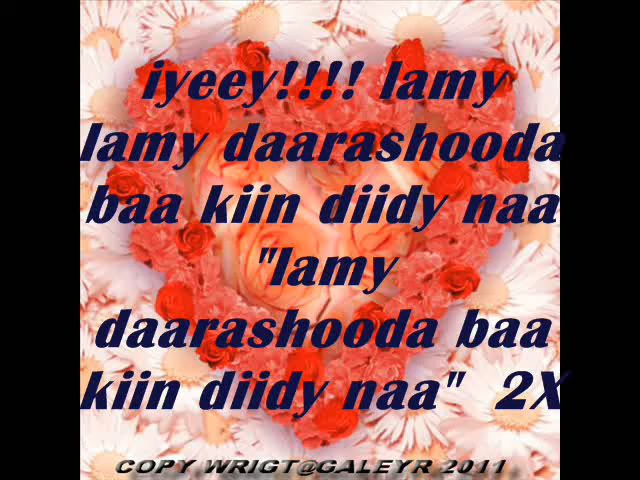 iyeey!!!! lamy
lamy daarashooda
baa kiin diidy naa
"lamy
daarashooda baa
kiin diidy naa" 2X
COPY WRIGT@GALEYR 2011